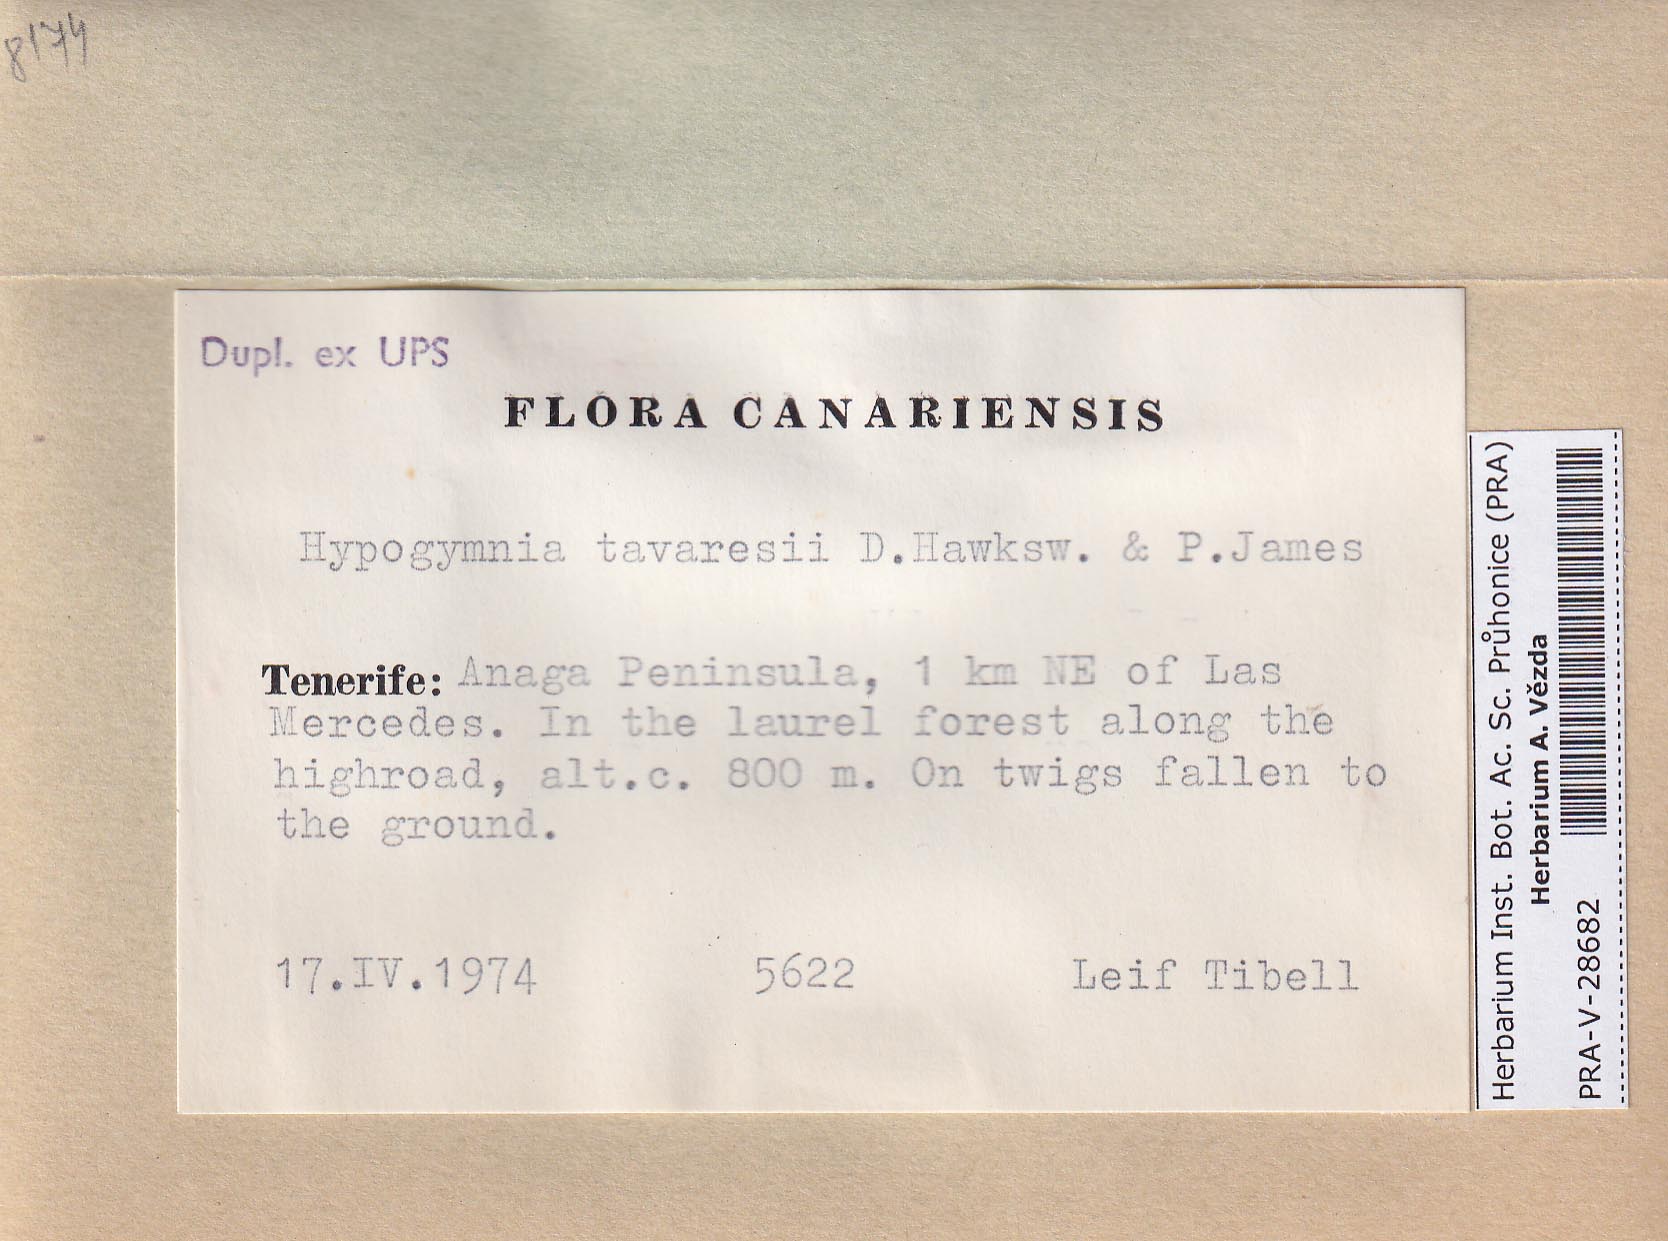 8174
Dupl. ex UPS
FLORA CANARIENSIS
Hypogymnia tavaresii D.Hawksw. & P.James
Tenerife: Anaga Peninsula, 1 km NE of Las
Mercedes. In the laurel forest along the
highroad, alt.c. 800 m. On twigs fallen to
the ground.
17.IV.1974 5622 Leif Tibell
Herbarium Inst. Bot. Ac. Sc. Průhonice (PRA)
Herbarium A. Vězda
PRA-V-28682